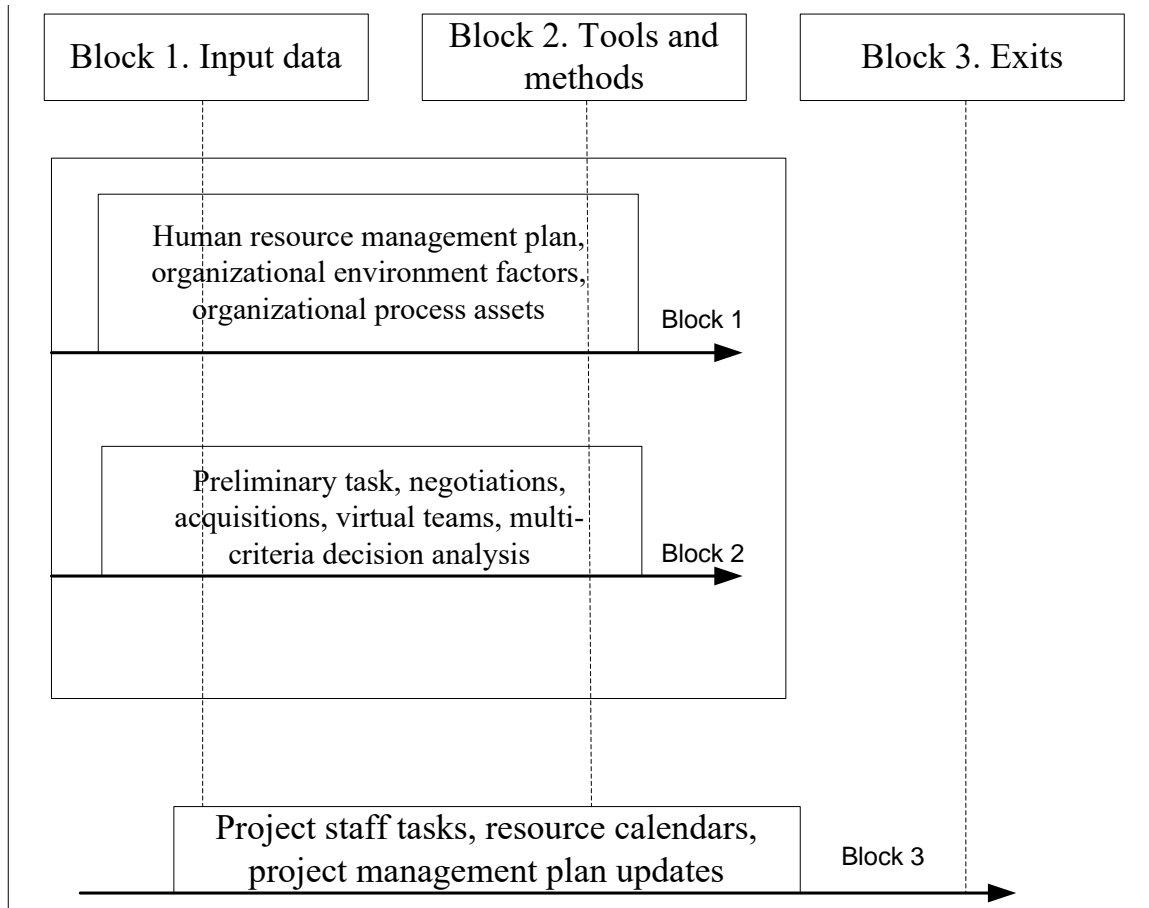 Block 1. Input data
Block 2. Tools and
methods
Block 3. Exits
Human resource management plan,
organizational environment factors,
organizational process assets
Block 1
Preliminary task, negotiations,
acquisitions, virtual teams, multi-
criteria decision analysis
Block 2
Project staff tasks, resource calendars,
project management plan updates
Block 3